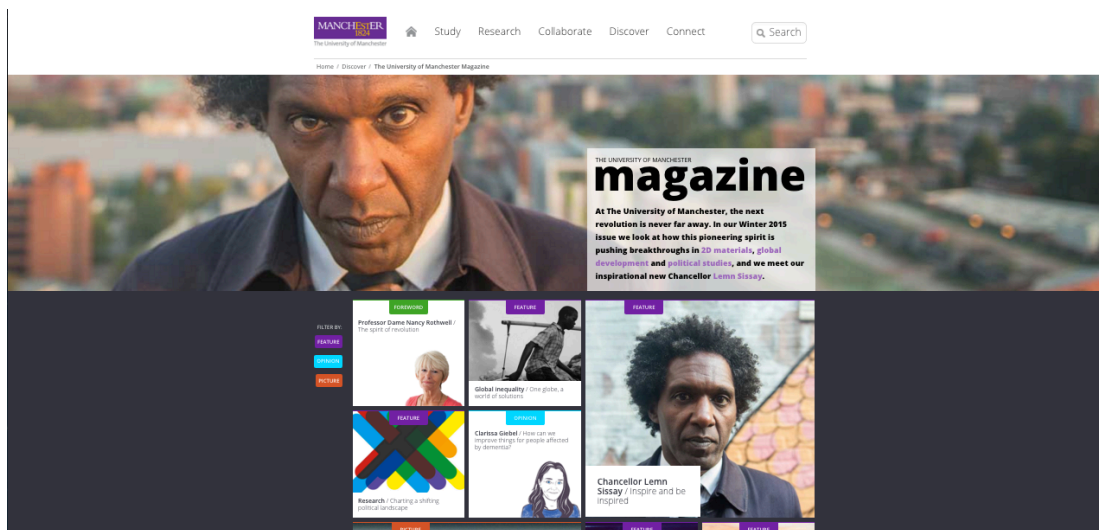 MANCHESTER
1824
The University of Manchester
Study Research Collaborate Discover Connect
Search
Home / Discover / The University of Manchester Magazine
THE UNIVERSITY OF MANCHESTER
magazine
At The University of Manchester, the next
revolution is never far away. In our Winter 2015
issue we look at how this pioneering spirit is
pushing breakthroughs in 2D materials, global
development and political studies, and we meet our
inspirational new Chancellor Lemn Sissay.
FILTER BY:
FEATURE
OPINION
PICTURE
FOREWORD
Professor Dame Nancy Rothwell /
The spirit of revolution
FEATURE
Global inequality / One globe, a
world of solutions
FEATURE
Chancellor Lemn
Sissay / Inspire and be
inspired
FEATURE
Research / Charting a shifting
political landscape
OPINION
Clarissa Giebel / How can we
improve things for people affected
by dementia?
PICTURE
FEATURE
FEATURE